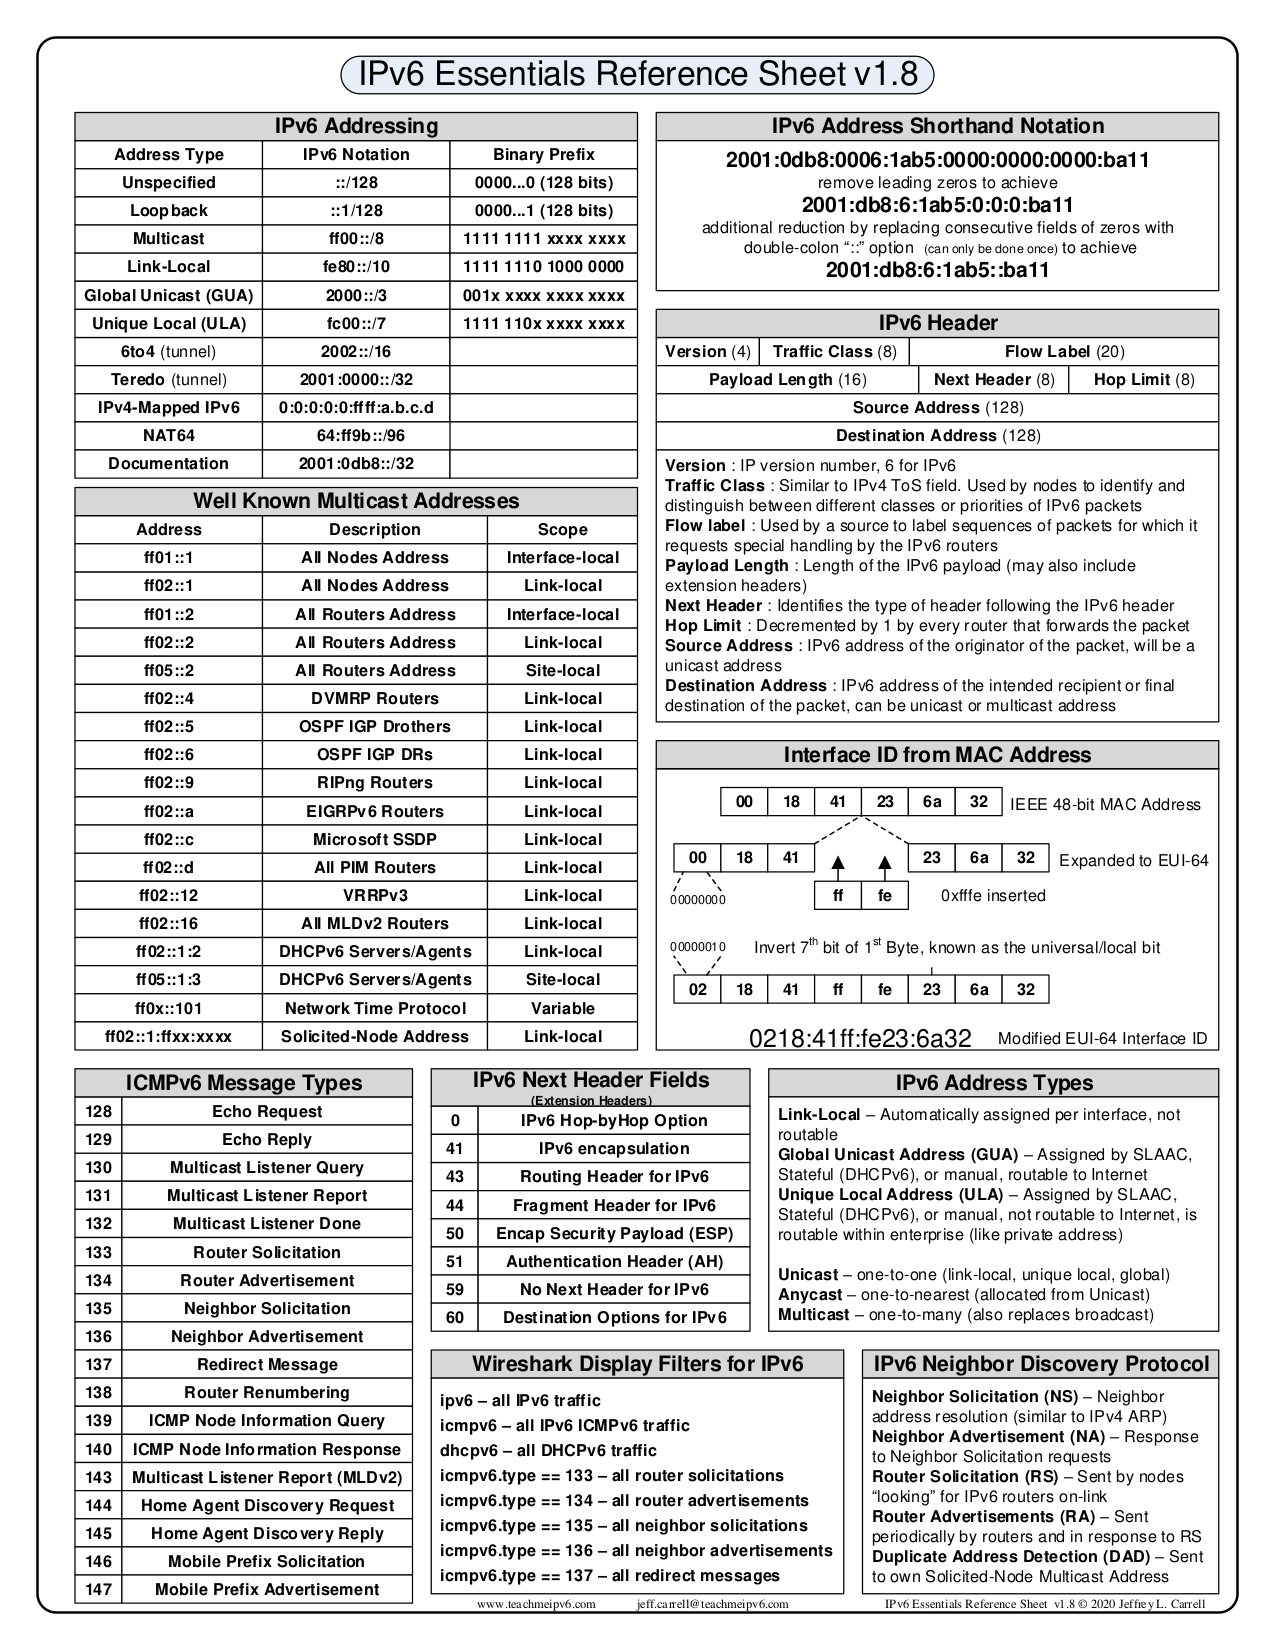 IPv6 Essentials Reference Sheet v1.8
IPv6 Addressing
Address Type IPv6 Notation Binary Prefix
Unspecified ::/128 0000...0 (128 bits)
Loopback ::1/128 0000...1 (128 bits)
Multicast ff00::/8 1111 1111 xxxx xxxx
Link-Local fe80::/10 1111 1110 1000 0000
Global Unicast (GUA) 2000::/3 001x xxxx xxxx xxxx
Unique Local (ULA) fc00::/7 1111 110x xxxx xxxx
6to4 (tunnel) 2002::/16
Teredo (tunnel) 2001:0000::/32
IPv4-Mapped IPv6 0:0:0:0:0:ffff:a.b.c.d
NAT64 64:ff9b::/96
Documentation 2001:0db8::/32
Well Known Multicast Addresses
Address Description Scope
ff01::1 All Nodes Address Interface-local
ff02::1 All Nodes Address Link-local
ff01::2 All Routers Address Interface-local
ff02::2 All Routers Address Link-local
ff05::2 All Routers Address Site-local
ff02::4 DVMRP Routers Link-local
ff02::5 OSPF IGP Drothers Link-local
ff02::6 OSPF IGP DRs Link-local
ff02::9 RIPng Routers Link-local
ff02::a EIGRPv6 Routers Link-local
ff02::c Microsoft SSDP Link-local
ff02::d All PIM Routers Link-local
ff02::12 VRRPv3 Link-local
ff02::16 All MLDv2 Routers Link-local
ff02::1:2 DHCPv6 Servers/Agents Link-local
ff05::1:3 DHCPv6 Servers/Agents Site-local
ff0x::101 Network Time Protocol Variable
ff02::1:ffxx:xxxx Solicited-Node Address Link-local
IPv6 Address Shorthand Notation
2001:0db8:0006:1ab5:0000:0000:0000:ba11
remove leading zeros to achieve
2001:db8:6:1ab5:0:0:0:ba11
additional reduction by replacing consecutive fields of zeros with
double-colon “::” option (can only be done once) to achieve
2001:db8:6:1ab5::ba11
IPv6 Header
Version (4) Traffic Class (8) Flow Label (20)
Payload Length (16) Next Header (8) Hop Limit (8)
Source Address (128)
Destination Address (128)
Version : IP version number, 6 for IPv6
Traffic Class : Similar to IPv4 ToS field. Used by nodes to identify and
distinguish between different classes or priorities of IPv6 packets
Flow label : Used by a source to label sequences of packets for which it
requests special handling by the IPv6 routers
Payload Length : Length of the IPv6 payload (may also include
extension headers)
Next Header : Identifies the type of header following the IPv6 header
Hop Limit : Decremented by 1 by every router that forwards the packet
Source Address : IPv6 address of the originator of the packet, will be a
unicast address
Destination Address : IPv6 address of the intended recipient or final
destination of the packet, can be unicast or multicast address
Interface ID from MAC Address
00 18 41 23 6a 32 IEEE 48-bit MAC Address
00 18 41 23 6a 32 Expanded to EUI-64
00000000 ff fe 0xfffe inserted
00000010 Invert 7th bit of 1st Byte, known as the universal/local bit
02 18 41 ff fe 23 6a 32
0218:41ff:fe23:6a32 Modified EUI-64 Interface ID
ICMPv6 Message Types
128 Echo Request
129 Echo Reply
130 Multicast Listener Query
131 Multicast Listener Report
132 Multicast Listener Done
133 Router Solicitation
134 Router Advertisement
135 Neighbor Solicitation
136 Neighbor Advertisement
137 Redirect Message
138 Router Renumbering
139 ICMP Node Information Query
140 ICMP Node Information Response
143 Multicast Listener Report (MLDv2)
144 Home Agent Discovery Request
145 Home Agent Discovery Reply
146 Mobile Prefix Solicitation
147 Mobile Prefix Advertisement
IPv6 Next Header Fields
(Extension Headers)
0 IPv6 Hop-byHop Option
41 IPv6 encapsulation
43 Routing Header for IPv6
44 Fragment Header for IPv6
50 Encap Security Payload (ESP)
51 Authentication Header (AH)
59 No Next Header for IPv6
60 Destination Options for IPv6
IPv6 Address Types
Link-Local – Automatically assigned per interface, not
routable
Global Unicast Address (GUA) – Assigned by SLAAC,
Stateful (DHCPv6), or manual, routable to Internet
Unique Local Address (ULA) – Assigned by SLAAC,
Stateful (DHCPv6), or manual, not routable to Internet, is
routable within enterprise (like private address)
Unicast – one-to-one (link-local, unique local, global)
Anycast – one-to-nearest (allocated from Unicast)
Multicast – one-to-many (also replaces broadcast)
Wireshark Display Filters for IPv6
ipv6 – all IPv6 traffic
icmpv6 – all IPv6 ICMPv6 traffic
dhcpv6 – all DHCPv6 traffic
icmpv6.type == 133 – all router solicitations
icmpv6.type == 134 – all router advertisements
icmpv6.type == 135 – all neighbor solicitations
icmpv6.type == 136 – all neighbor advertisements
icmpv6.type == 137 – all redirect messages
IPv6 Neighbor Discovery Protocol
Neighbor Solicitation (NS) – Neighbor
address resolution (similar to IPv4 ARP)
Neighbor Advertisement (NA) – Response
to Neighbor Solicitation requests
Router Solicitation (RS) – Sent by nodes
“looking” for IPv6 routers on-link
Router Advertisements (RA) – Sent
periodically by routers and in response to RS
Duplicate Address Detection (DAD) – Sent
to own Solicited-Node Multicast Address
www.teachmeipv6.com jeff.carrell@teachmeipv6.com IPv6 Essentials Reference Sheet v1.8 © 2020 Jeffrey L. Carrell